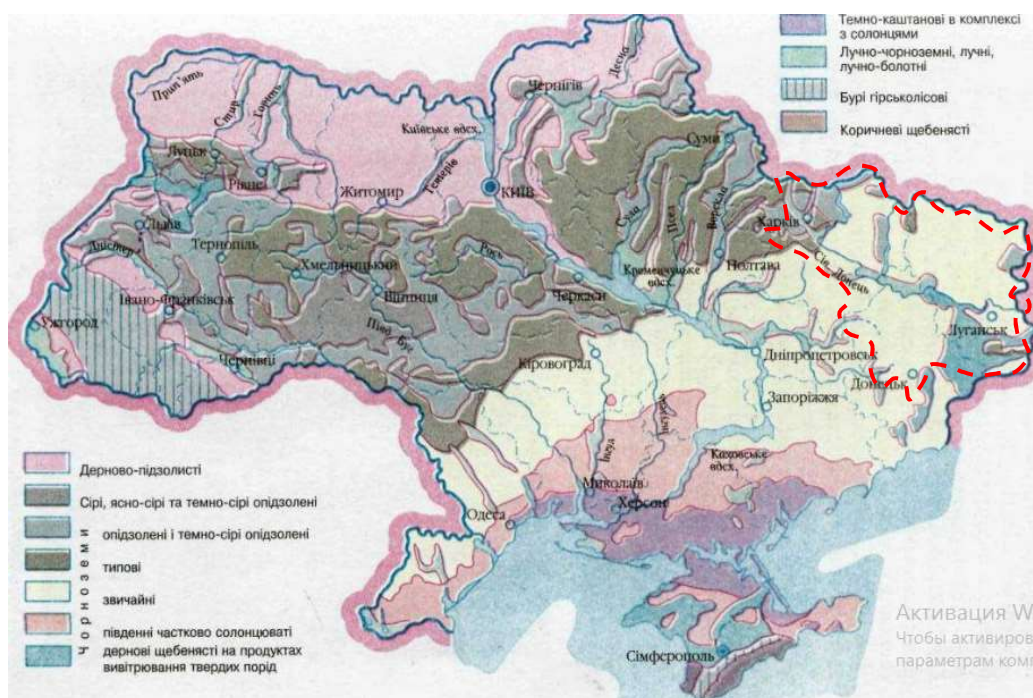 Темно-каштанові в комплексі
з солонцями
Лучно-чорноземні, лучні,
лучно-болотні
Бурі гірськолісові
Коричневі щебенясті
Прип'ять
Стир
Горинь
Десна
Чернігів
Київське вдсх.
Луцьк
Рівне
Житомир
Тетерів
КИЇВ
Суми
Сула
Псел
Ворскла
Харків
Львів
Дністер
Тернопіль
Хмельницький
Рось
Полтава
Сів. Донець
Кременчуцьке
вдсх.
Івано-Франківськ
Вінниця
Черкаси
Ужгород
Півд. Буг
Чернівці
Кіровоград
Дніпропетровськ
Луганськ
Донецьк
Запоріжжя
Інгул
Інгулець
Каховське
вдсх.
Миколаїв
Херсон
Одеса
Сімферополь
Дерново-підзолисті
Сірі, ясно-сірі та темно-сірі опідзолені
Чорноземи
опідзолені і темно-сірі опідзолені
типові
звичайні
південні частково солонцюваті
дернові щебенясті на продуктах
вивітрювання твердих порід
Активация W
Чтобы активиров
параметрам комп